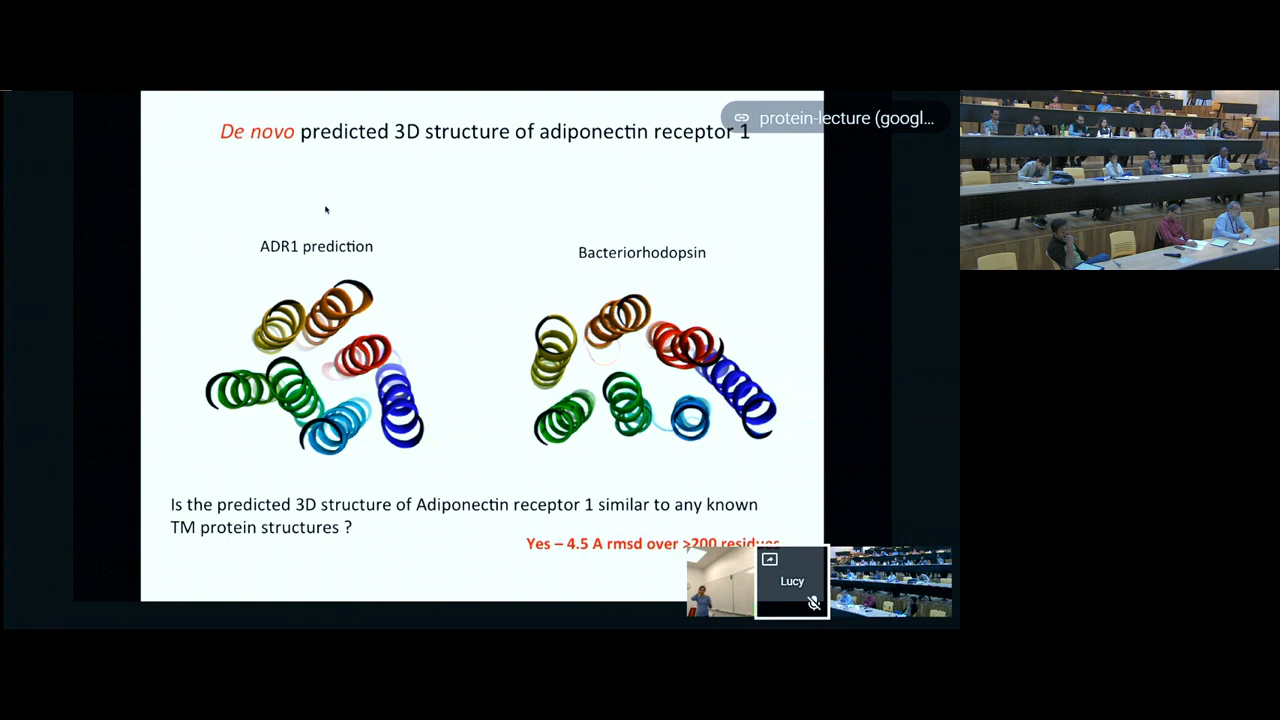 De novo predicted 3D structure of adiponectin receptor 1
protein-lecture (googl...
ADR1 prediction
Bacteriorhodopsin
Is the predicted 3D structure of Adiponectin receptor 1 similar to any known
TM protein structures ?
Yes – 4.5 A rmsd over >200 residues
Lucy